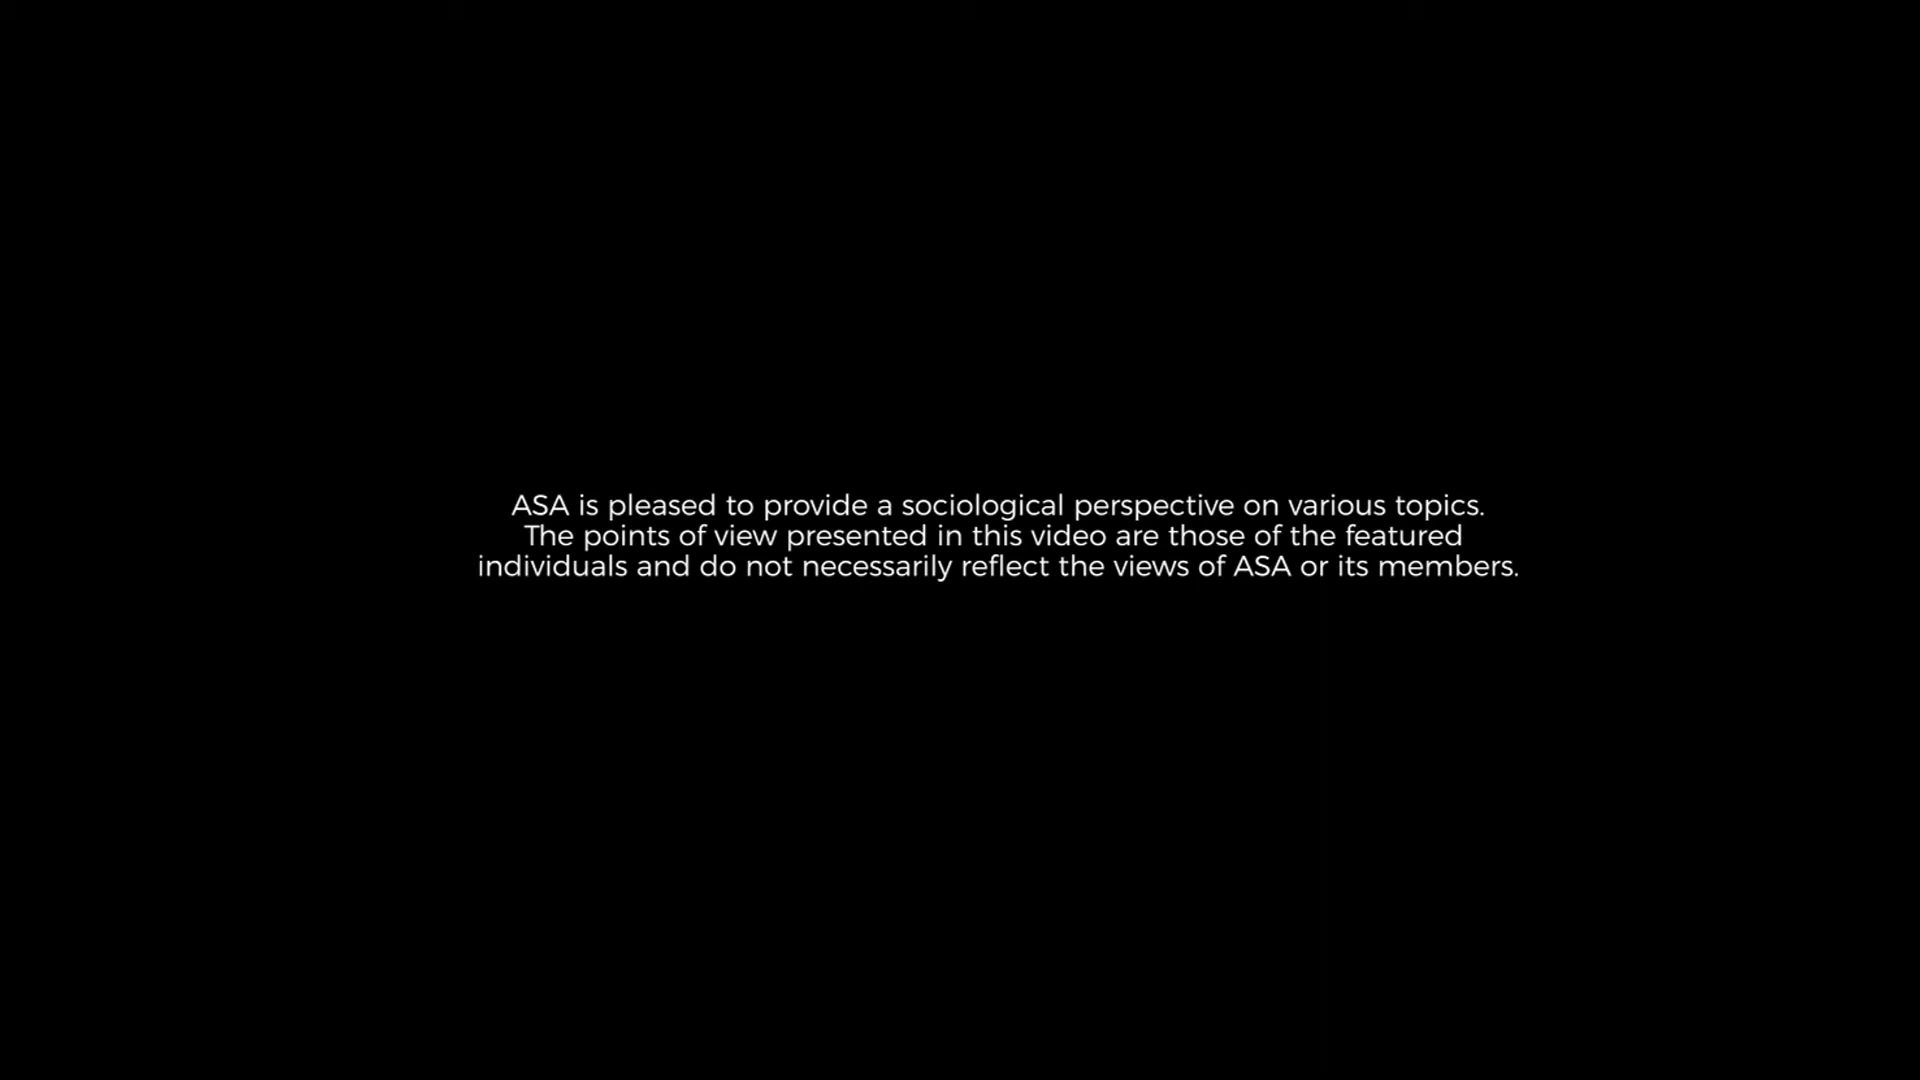 ASA is pleased to provide a sociological perspective on various topics.
The points of view presented in this video are those of the featured
individuals and do not necessarily reflect the views of ASA or its members.